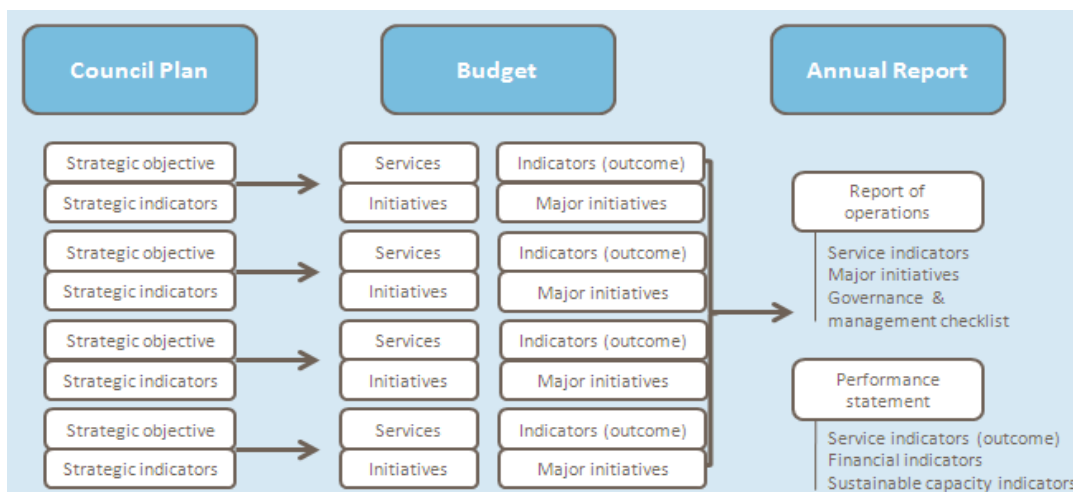 Council Plan
Budget
Annual Report
Strategic objective
Strategic indicators
Services
Initiatives
Indicators (outcome)
Major initiatives
Strategic objective
Strategic indicators
Services
Initiatives
Indicators (outcome)
Major initiatives
Strategic objective
Strategic indicators
Services
Initiatives
Indicators (outcome)
Major initiatives
Strategic objective
Strategic indicators
Services
Initiatives
Indicators (outcome)
Major initiatives
Report of
operations
Service indicators
Major initiatives
Governance &
management checklist
Performance
statement
Service indicators (outcome)
Financial indicators
Sustainable capacity indicators